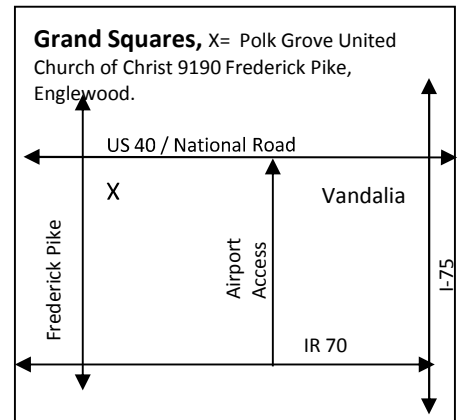 Grand Squares, X= Polk Grove United
Church of Christ 9190 Frederick Pike,
Englewood.
US 40 / National Road
X
Vandalia
Frederick Pike
Airport
Access
I-75
IR 70